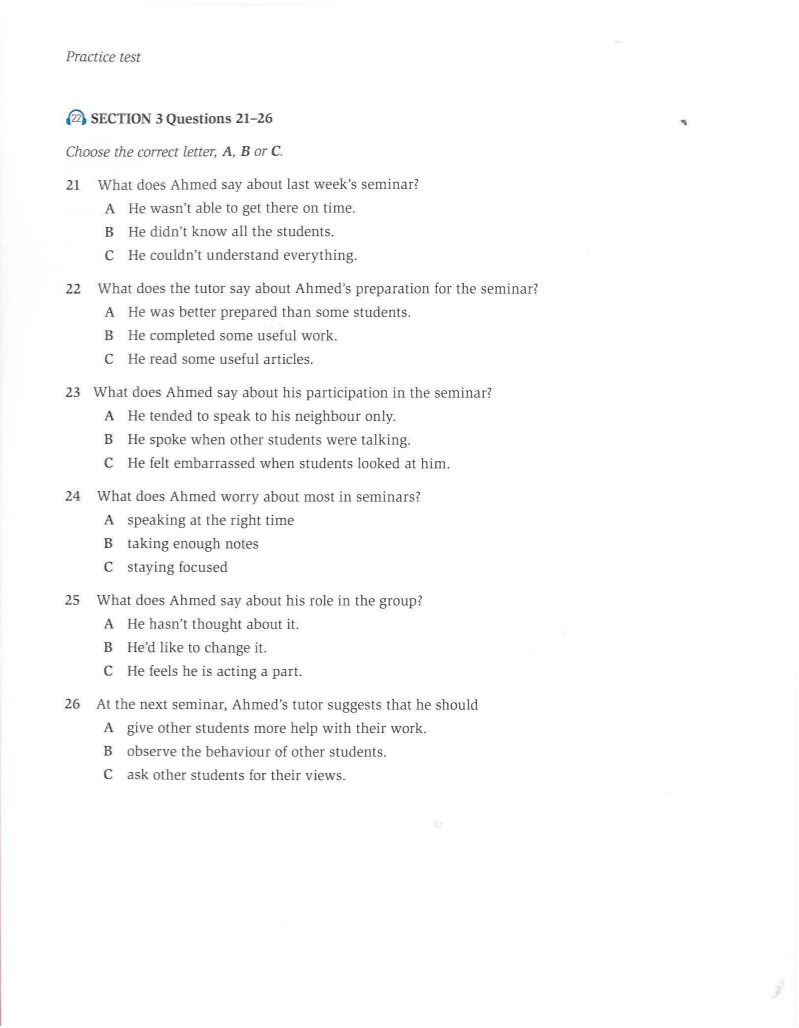 Practice test
22 SECTION 3 Questions 21–26
Choose the correct letter, A, B or C.
21 What does Ahmed say about last week's seminar?
A He wasn't able to get there on time.
B He didn't know all the students.
C He couldn't understand everything.
22 What does the tutor say about Ahmed's preparation for the seminar?
A He was better prepared than some students.
B He completed some useful work.
C He read some useful articles.
23 What does Ahmed say about his participation in the seminar?
A He tended to speak to his neighbour only.
B He spoke when other students were talking.
C He felt embarrassed when students looked at him.
24 What does Ahmed worry about most in seminars?
A speaking at the right time
B taking enough notes
C staying focused
25 What does Ahmed say about his role in the group?
A He hasn't thought about it.
B He'd like to change it.
C He feels he is acting a part.
26 At the next seminar, Ahmed's tutor suggests that he should
A give other students more help with their work.
B observe the behaviour of other students.
C ask other students for their views.